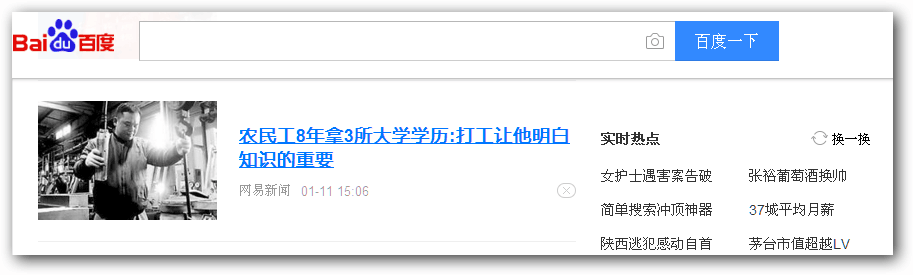 Bai du 百度
百度一下
农民工8年拿3所大学学历:打工让他明白
知识的重要
网易新闻 01-11 15:06
实时热点 换一换
女护士遇害案告破 张裕葡萄酒换帅
简单搜索冲顶神器 37城平均月薪
陕西逃犯感动自首 茅台市值超越LV